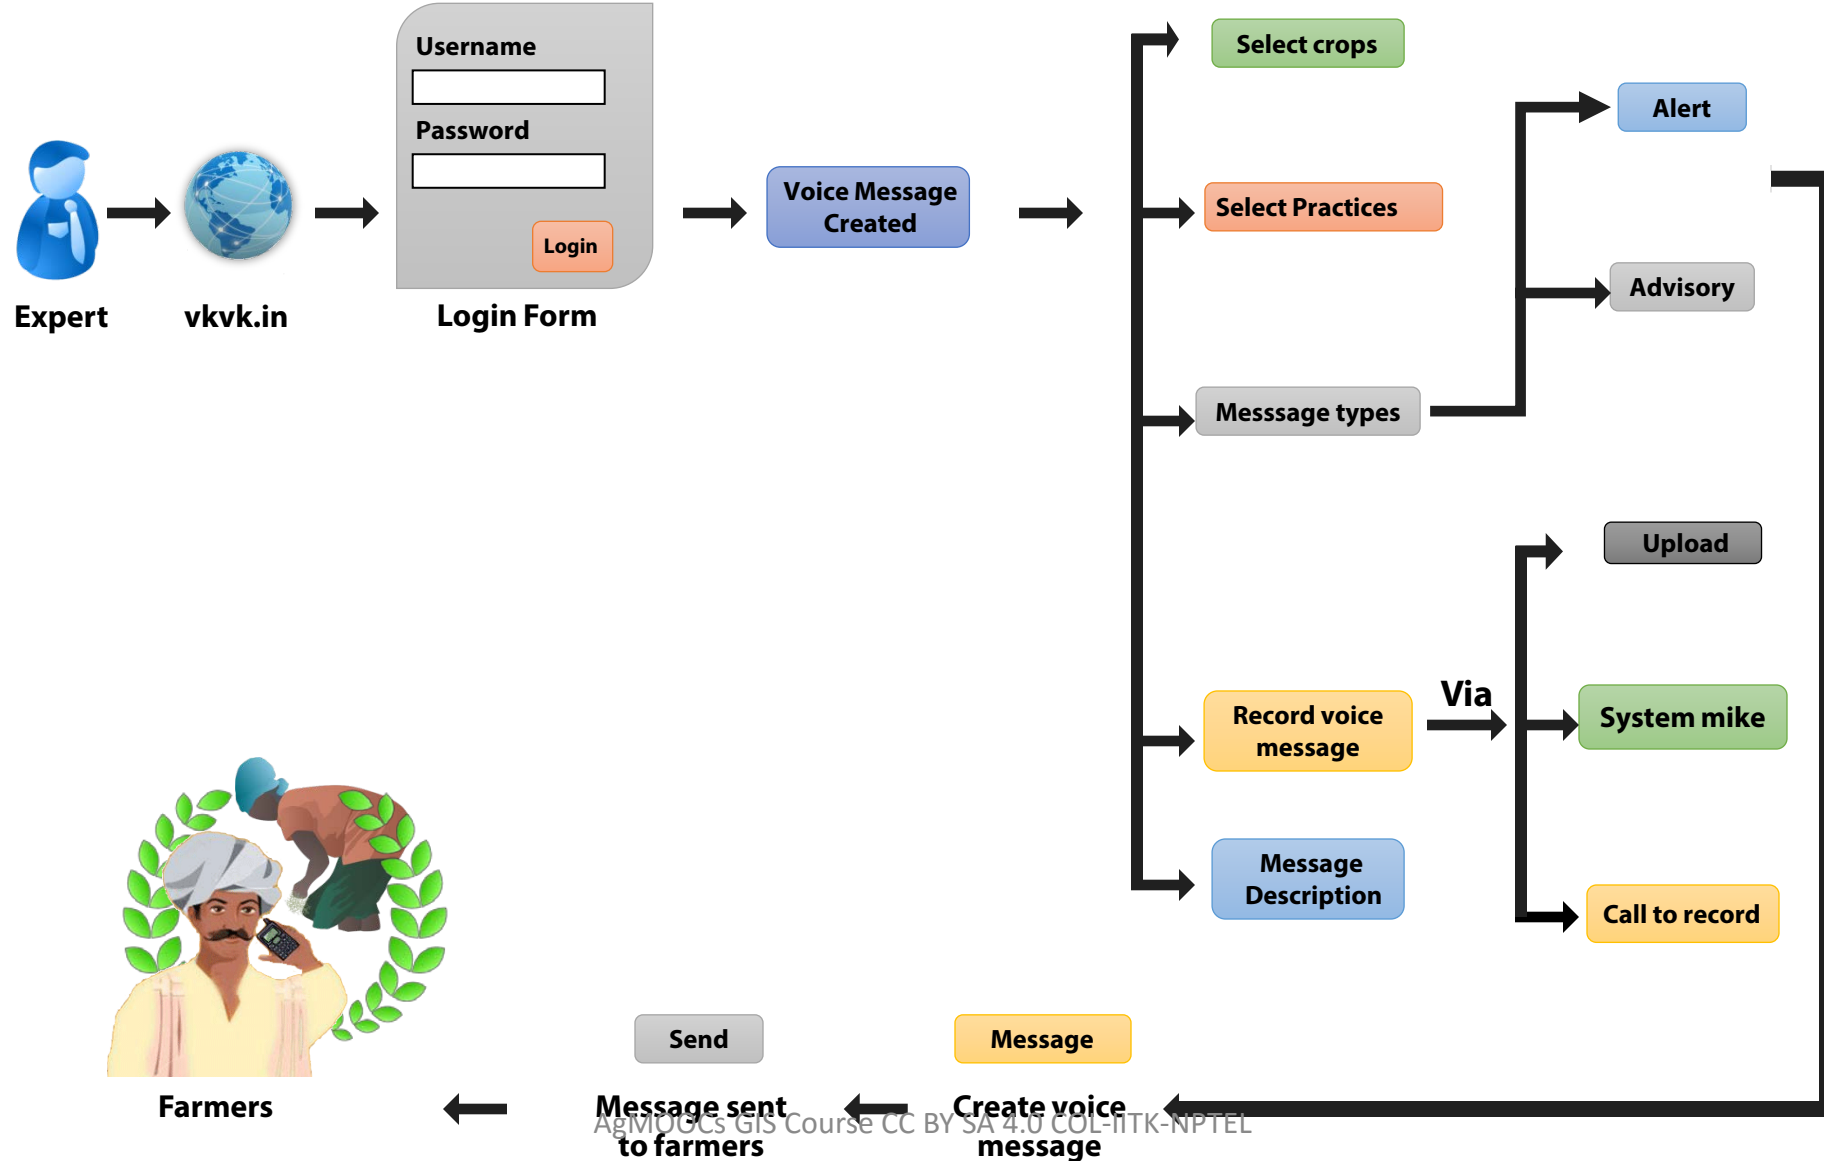 Username
Password
Login
Expert
vkvk.in
Login Form
Voice Message
Created
Select crops
Select Practices
Messsage types
Alert
Advisory
Record voice
message
Via
Upload
System mike
Call to record
Message
Description
Message
Create voice
message
Send
Message sent
to farmers
Farmers
AgMOOCs GIS Course CC BY SA 4.0 COL-IITK-NPTEL